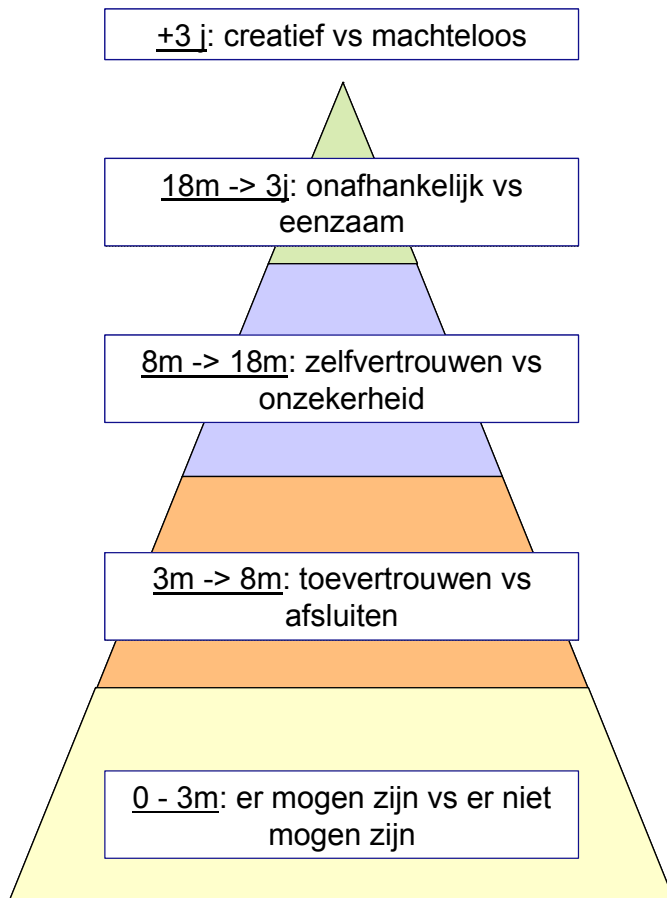 +3 j: creatief vs machteloos
18m -> 3j: onafhankelijk vs
eenzaam
8m -> 18m: zelfvertrouwen vs
onzekerheid
3m -> 8m: toevertrouwen vs
afsluiten
0 - 3m: er mogen zijn vs er niet
mogen zijn